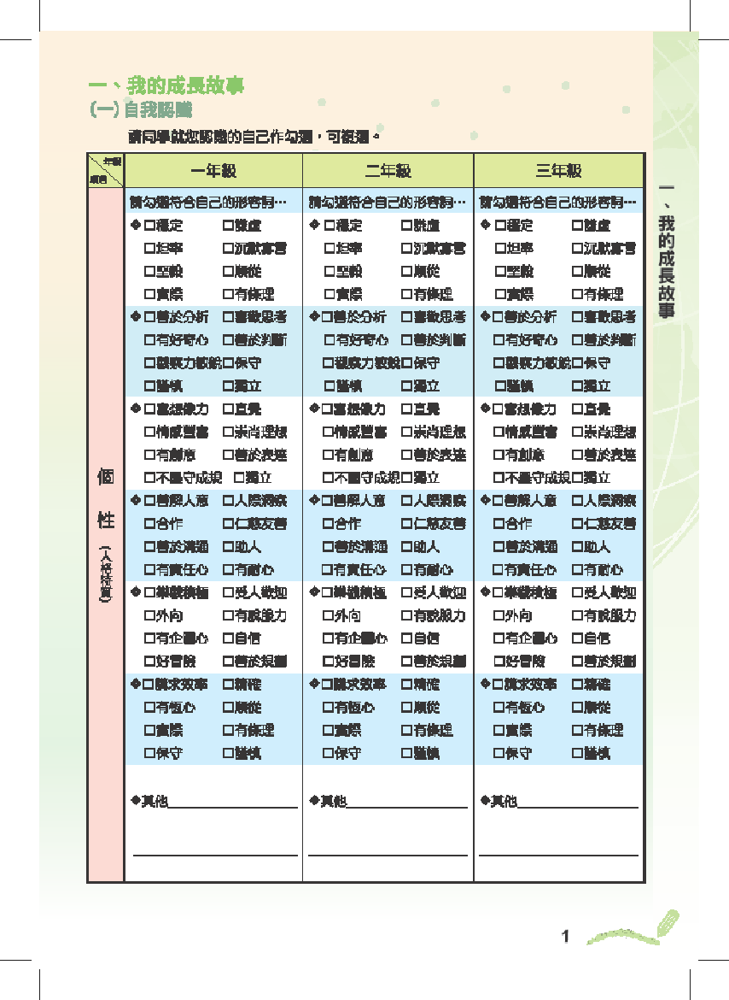 一、我的成長故事
(一)自我認識
請同學就您認識的自己作勾選，可複選。
年級
項目
一年級 二年級 三年級
請勾選符合自己的形容詞… 請勾選符合自己的形容詞… 請勾選符合自己的形容詞…
❖□穩定 □謙虛 ❖□穩定 □謙虛 ❖□穩定 □謙虛
□坦率 □沉默寡言 □坦率 □沉默寡言 □坦率 □沉默寡言
□堅毅 □順從 □堅毅 □順從 □堅毅 □順從
□實際 □有條理 □實際 □有條理 □實際 □有條理
❖□善於分析 □喜歡思考 ❖□善於分析 □喜歡思考 ❖□善於分析 □喜歡思考
□有好奇心 □善於判斷 □有好奇心 □善於判斷 □有好奇心 □善於判斷
□觀察力敏銳□保守 □觀察力敏銳□保守 □觀察力敏銳□保守
□謹慎 □獨立 □謹慎 □獨立 □謹慎 □獨立
❖□富想像力 □直覺 ❖□富想像力 □直覺 ❖□富想像力 □直覺
□情感豐富 □崇尚理想 □情感豐富 □崇尚理想 □情感豐富 □崇尚理想
□有創意 □善於表達 □有創意 □善於表達 □有創意 □善於表達
□不墨守成規 □獨立 □不墨守成規□獨立 □不墨守成規□獨立
❖□善解人意 □人際洞察 ❖□善解人意 □人際洞察 ❖□善解人意 □人際洞察
□合作 □仁慈友善 □合作 □仁慈友善 □合作 □仁慈友善
□善於溝通 □助人 □善於溝通 □助人 □善於溝通 □助人
□有責任心 □有耐心 □有責任心 □有耐心 □有責任心 □有耐心
❖□樂觀積極 □受人歡迎 ❖□樂觀積極 □受人歡迎 ❖□樂觀積極 □受人歡迎
□外向 □有說服力 □外向 □有說服力 □外向 □有說服力
□有企圖心 □自信 □有企圖心 □自信 □有企圖心 □自信
□好冒險 □善於規劃 □好冒險 □善於規劃 □好冒險 □善於規劃
❖□講求效率 □精確 ❖□講求效率 □精確 ❖□講求效率 □精確
□有恆心 □順從 □有恆心 □順從 □有恆心 □順從
□實際 □有條理 □實際 □有條理 □實際 □有條理
□保守 □謹慎 □保守 □謹慎 □保守 □謹慎
❖其他 ❖其他 ❖其他
個性(人格特質)
一、我的成長故事
1